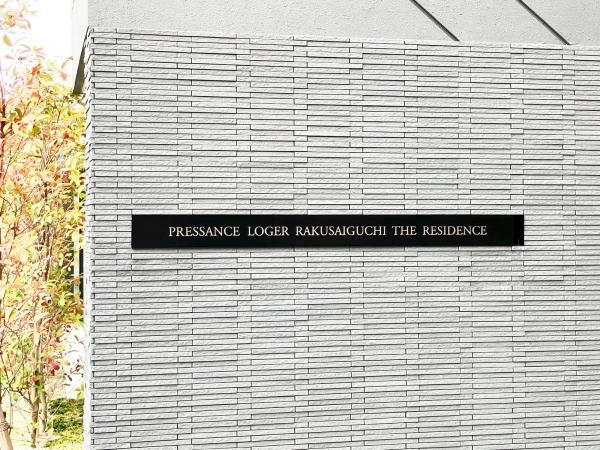 PRESSANCE LOGER RAKUSAIGUCHI THE RESIDENCE